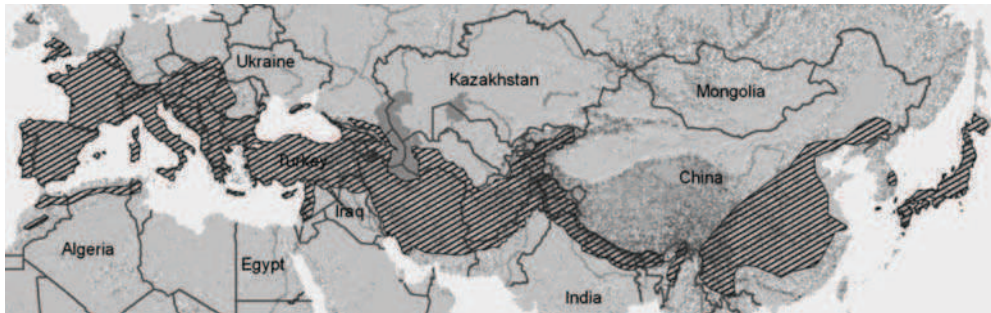 Ukraine
Kazakhstan
Mongolia
Turkey
China
Iraq
Algeria
Egypt
India